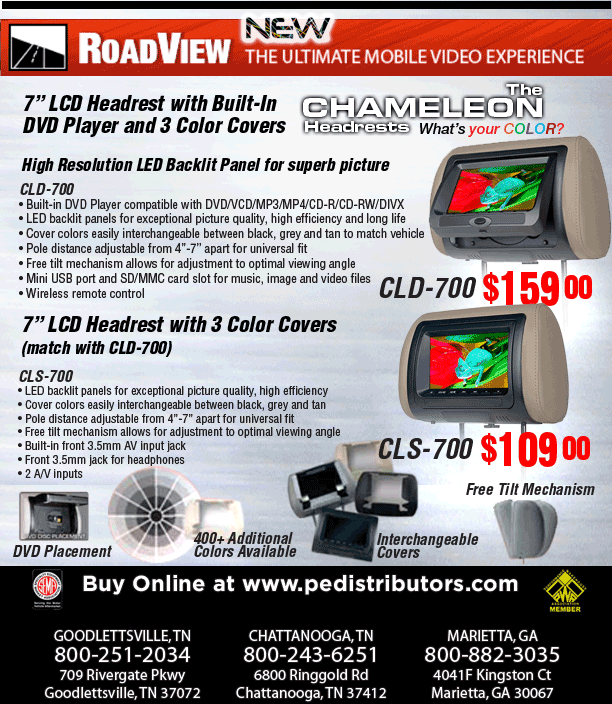 ROADVIEW
NEW
THE ULTIMATE MOBILE VIDEO EXPERIENCE
7" LCD Headrest with Built-In
DVD Player and 3 Color Covers
The
CHAMELEON
Headrests What's your COLOR?
High Resolution LED Backlit Panel for superb picture
CLD-700
• Built-in DVD Player compatible with DVD/VCD/MP3/MP4/CD-R/CD-RW/DIVX
• LED backlit panels for exceptional picture quality, high efficiency and long life
• Cover colors easily interchangeable between black, grey and tan to match vehicle
• Pole distance adjustable from 4"-7" apart for universal fit
• Free tilt mechanism allows for adjustment to optimal viewing angle
• Mini USB port and SD/MMC card slot for music, image and video files
• Wireless remote control
CLD-700 $159 00
7" LCD Headrest with 3 Color Covers
(match with CLD-700)
CLS-700
• LED backlit panels for exceptional picture quality, high efficiency
• Cover colors easily interchangeable between black, grey and tan
• Pole distance adjustable from 4"-7" apart for universal fit
• Free tilt mechanism allows for adjustment to optimal viewing angle
• Built-in front 3.5mm AV input jack
• Front 3.5mm jack for headphones
• 2 A/V inputs
CLS-700 $109 00
Free Tilt Mechanism
DVD DISC PLACEMENT
DVD Placement
400+ Additional
Colors Available
Interchangeable
Covers
Buy Online at www.pedistributors.com
MEMBER
GOODLETTSVILLE, TN
800-251-2034
709 Rivergate Pkwy
Goodlettsville, TN 37072
CHATTANOOGA, TN
800-243-6251
6800 Ringgold Rd
Chattanooga, TN 37412
MARIETTA, GA
800-882-3035
4041F Kingston Ct
Marietta, GA 30067